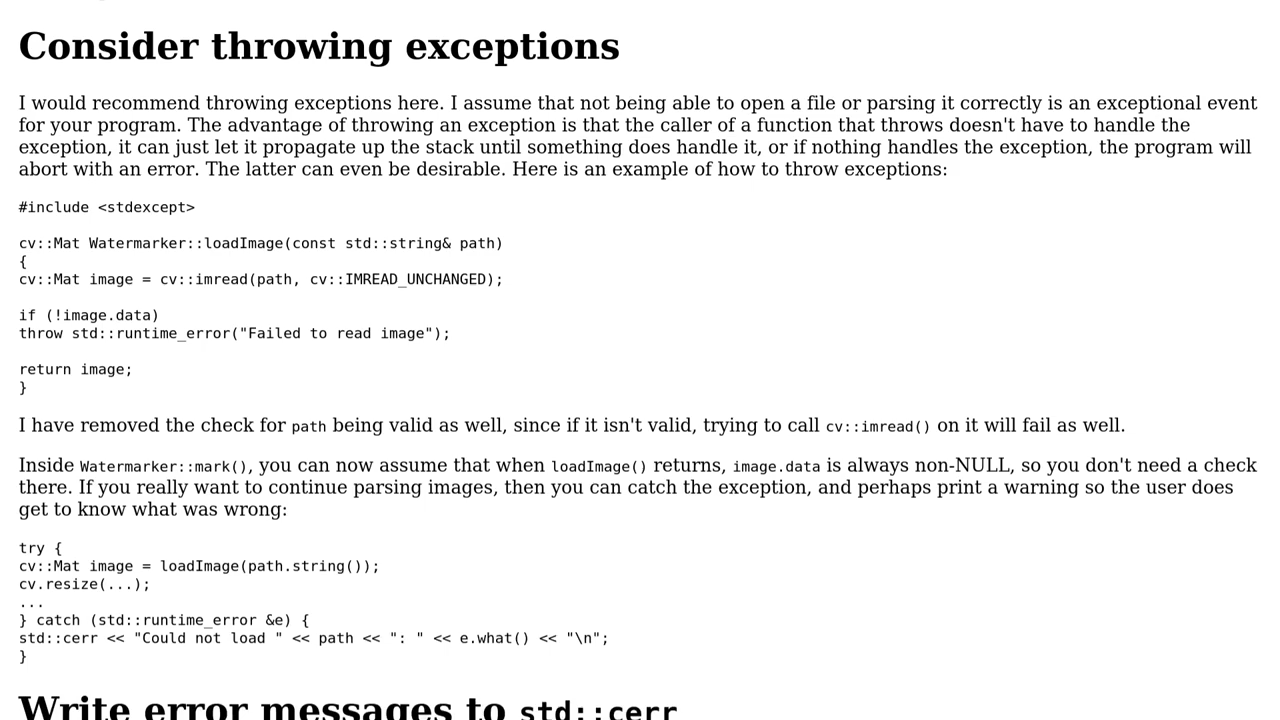 Consider throwing exceptions
I would recommend throwing exceptions here. I assume that not being able to open a file or parsing it correctly is an exceptional event
for your program. The advantage of throwing an exception is that the caller of a function that throws doesn't have to handle the
exception, it can just let it propagate up the stack until something does handle it, or if nothing handles the exception, the program will
abort with an error. The latter can even be desirable. Here is an example of how to throw exceptions:
#include <stdexcept>
cv::Mat Watermarker::loadImage(const std::string& path)
{
cv::Mat image = cv::imread(path, cv::IMREAD_UNCHANGED);
if (!image.data)
throw std::runtime_error("Failed to read image");
return image;
}
I have removed the check for path being valid as well, since if it isn't valid, trying to call cv::imread() on it will fail as well.
Inside Watermarker::mark(), you can now assume that when loadImage() returns, image.data is always non-NULL, so you don't need a check
there. If you really want to continue parsing images, then you can catch the exception, and perhaps print a warning so the user does
get to know what was wrong:
try {
cv::Mat image = loadImage(path.string());
cv.resize(...);
...
} catch (std::runtime_error &e) {
std::cerr << "Could not load " << path << ": " << e.what() << "\n";
}
Write error messages to std::cerr